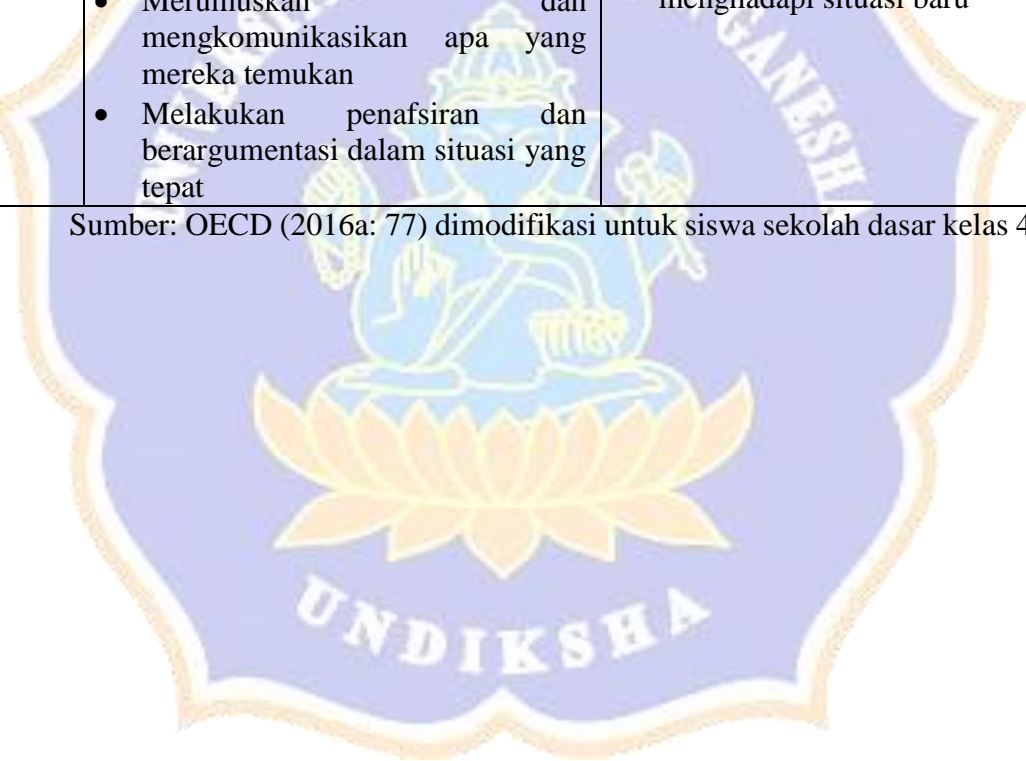 Merumuskan dan
menghadapi situasi baru
mengkomunikasikan apa yang
mereka temukan
• Melakukan penafsiran dan
berargumentasi dalam situasi yang
tepat
Sumber: OECD (2016a: 77) dimodifikasi untuk siswa sekolah dasar kelas 4
GANESHA
UNDIKSHA